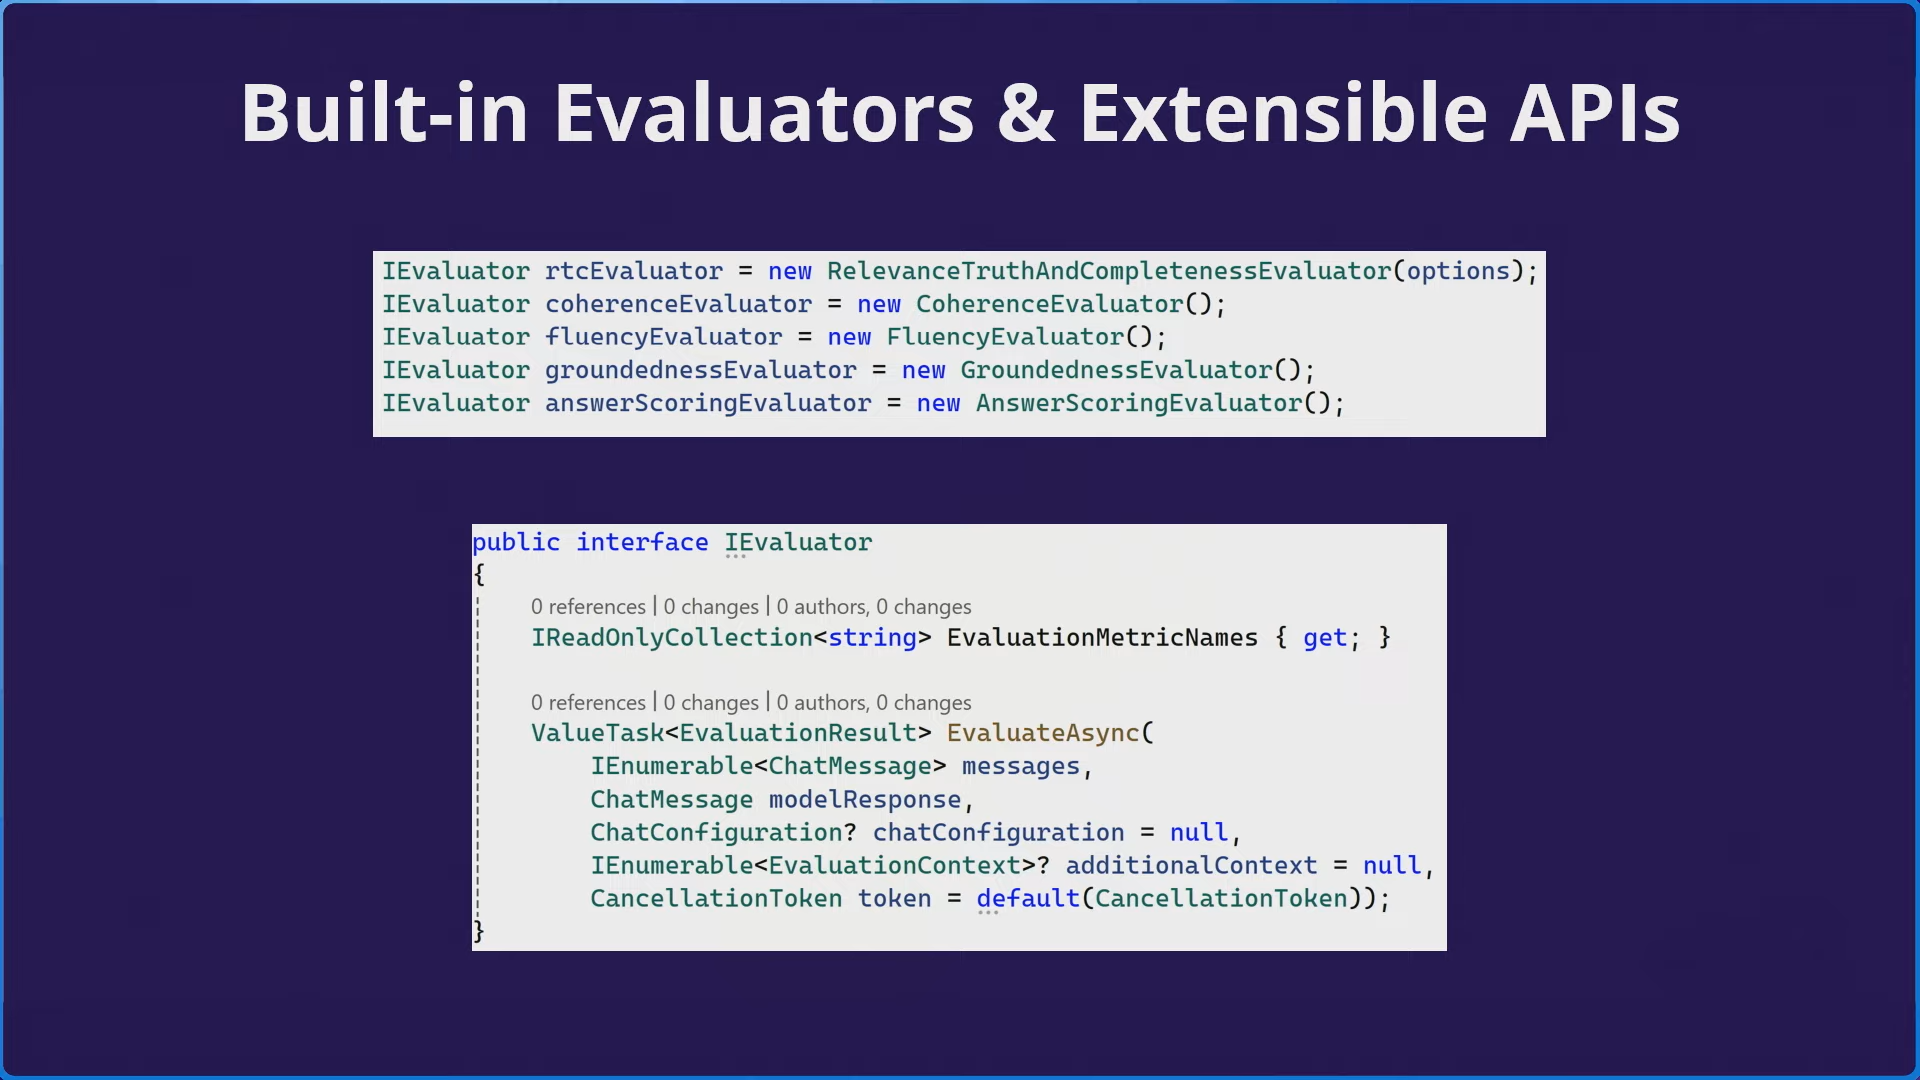 Built-in Evaluators & Extensible APIs
IEvaluator rtcEvaluator = new RelevanceTruthAndCompletenessEvaluator(options);
IEvaluator coherenceEvaluator = new CoherenceEvaluator();
IEvaluator fluencyEvaluator = new FluencyEvaluator();
IEvaluator groundednessEvaluator = new GroundednessEvaluator();
IEvaluator answerScoringEvaluator = new AnswerScoringEvaluator();
public interface IEvaluator
{
0 references | 0 changes | 0 authors, 0 changes
IReadOnlyCollection<string> EvaluationMetricNames { get; }
0 references | 0 changes | 0 authors, 0 changes
ValueTask<EvaluationResult> EvaluateAsync(
IEnumerable<ChatMessage> messages,
ChatMessage modelResponse,
ChatConfiguration? chatConfiguration = null,
IEnumerable<EvaluationContext>? additionalContext = null,
CancellationToken token = default(CancellationToken));
}